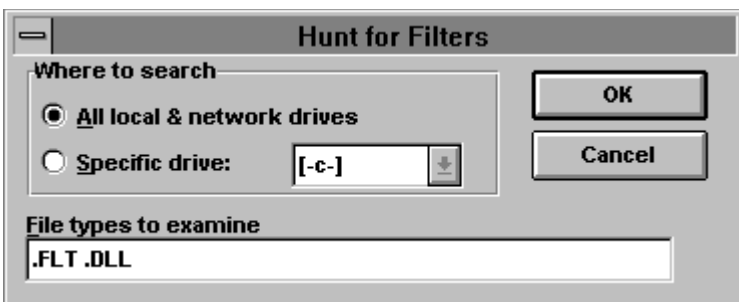 Hunt for Filters
Where to search
All local & network drives
Specific drive:
[-c-]
OK
Cancel
File types to examine
.FLT .DLL